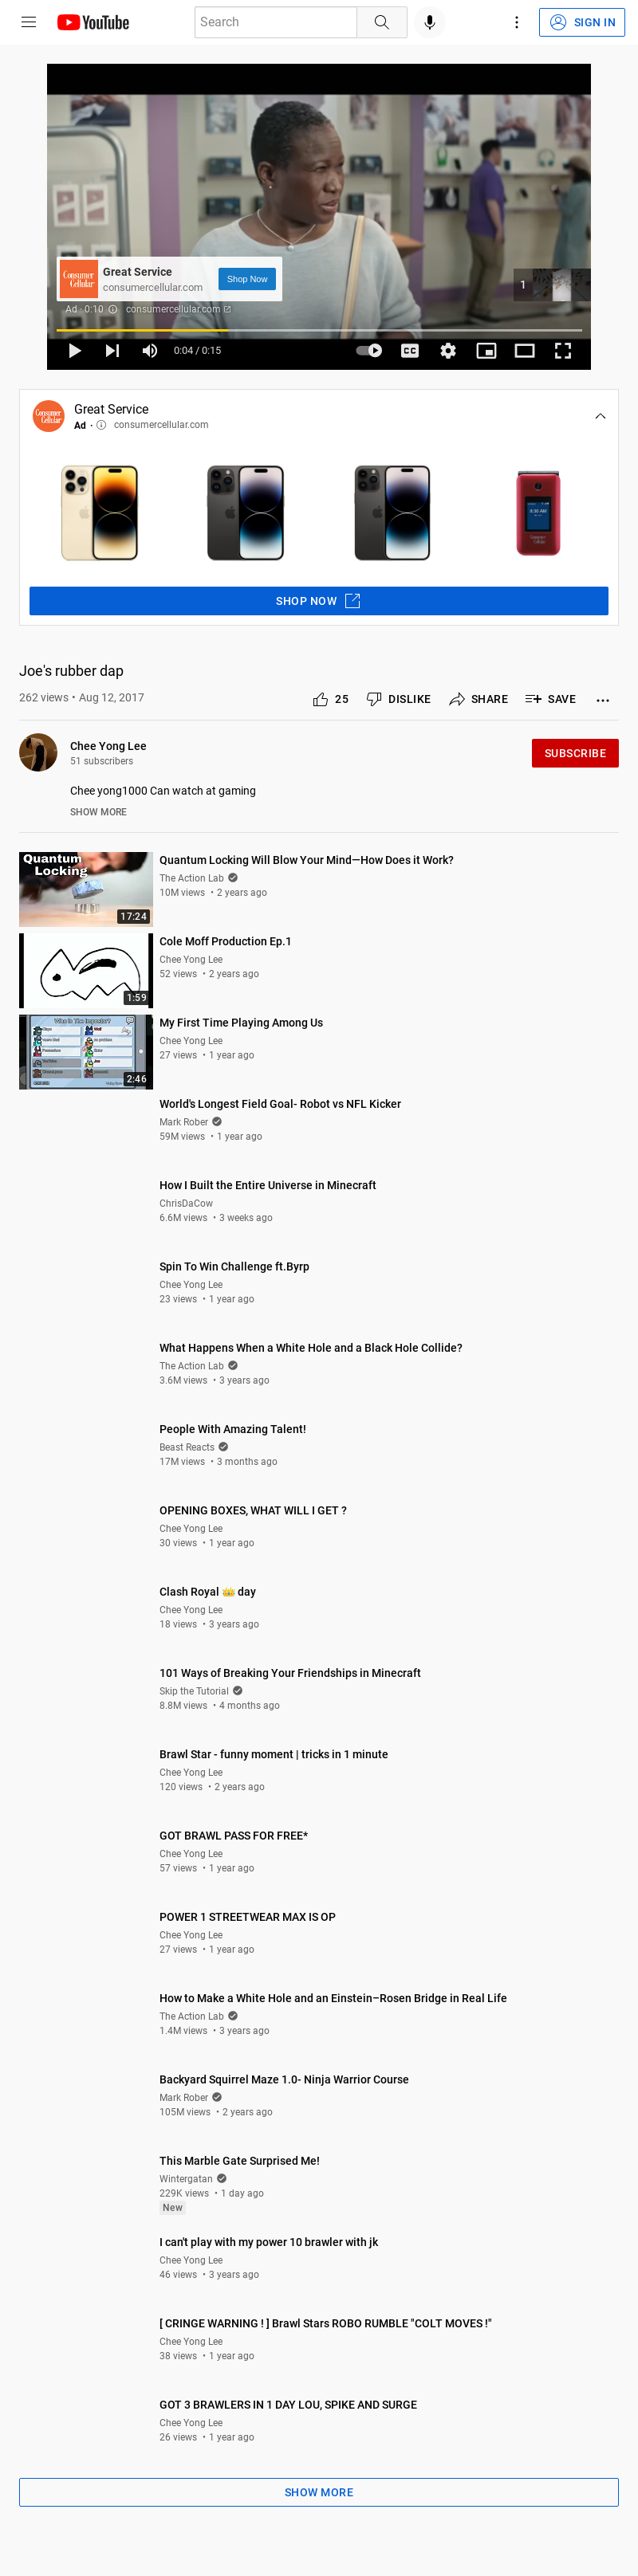 YouTube
Search
SIGN IN
Consumer Cellular
Great Service
consumercellular.com
Shop Now
1
Ad · 0:10 consumercellular.com
0:04 / 0:15
CC
Consumer Cellular
Great Service
Ad · consumercellular.com
SHOP NOW
Joe's rubber dap
262 views • Aug 12, 2017
25
DISLIKE
SHARE
SAVE
Chee Yong Lee
51 subscribers
SUBSCRIBE
Chee yong1000 Can watch at gaming
SHOW MORE
Quantum
Locking
17:24
Quantum Locking Will Blow Your Mind—How Does it Work?
The Action Lab
10M views • 2 years ago
1:59
Cole Moff Production Ep.1
Chee Yong Lee
52 views • 2 years ago
Who Is The Impostor?
2:46
My First Time Playing Among Us
Chee Yong Lee
27 views • 1 year ago
World's Longest Field Goal- Robot vs NFL Kicker
Mark Rober
59M views • 1 year ago
How I Built the Entire Universe in Minecraft
ChrisDaCow
6.6M views • 3 weeks ago
Spin To Win Challenge ft.Byrp
Chee Yong Lee
23 views • 1 year ago
What Happens When a White Hole and a Black Hole Collide?
The Action Lab
3.6M views • 3 years ago
People With Amazing Talent!
Beast Reacts
17M views • 3 months ago
OPENING BOXES, WHAT WILL I GET ?
Chee Yong Lee
30 views • 1 year ago
Clash Royal 👑 day
Chee Yong Lee
18 views • 3 years ago
101 Ways of Breaking Your Friendships in Minecraft
Skip the Tutorial
8.8M views • 4 months ago
Brawl Star - funny moment | tricks in 1 minute
Chee Yong Lee
120 views • 2 years ago
GOT BRAWL PASS FOR FREE*
Chee Yong Lee
57 views • 1 year ago
POWER 1 STREETWEAR MAX IS OP
Chee Yong Lee
27 views • 1 year ago
How to Make a White Hole and an Einstein–Rosen Bridge in Real Life
The Action Lab
1.4M views • 3 years ago
Backyard Squirrel Maze 1.0- Ninja Warrior Course
Mark Rober
105M views • 2 years ago
This Marble Gate Surprised Me!
Wintergatan
229K views • 1 day ago
New
I can't play with my power 10 brawler with jk
Chee Yong Lee
46 views • 3 years ago
[ CRINGE WARNING ! ] Brawl Stars ROBO RUMBLE "COLT MOVES !"
Chee Yong Lee
38 views • 1 year ago
GOT 3 BRAWLERS IN 1 DAY LOU, SPIKE AND SURGE
Chee Yong Lee
26 views • 1 year ago
SHOW MORE